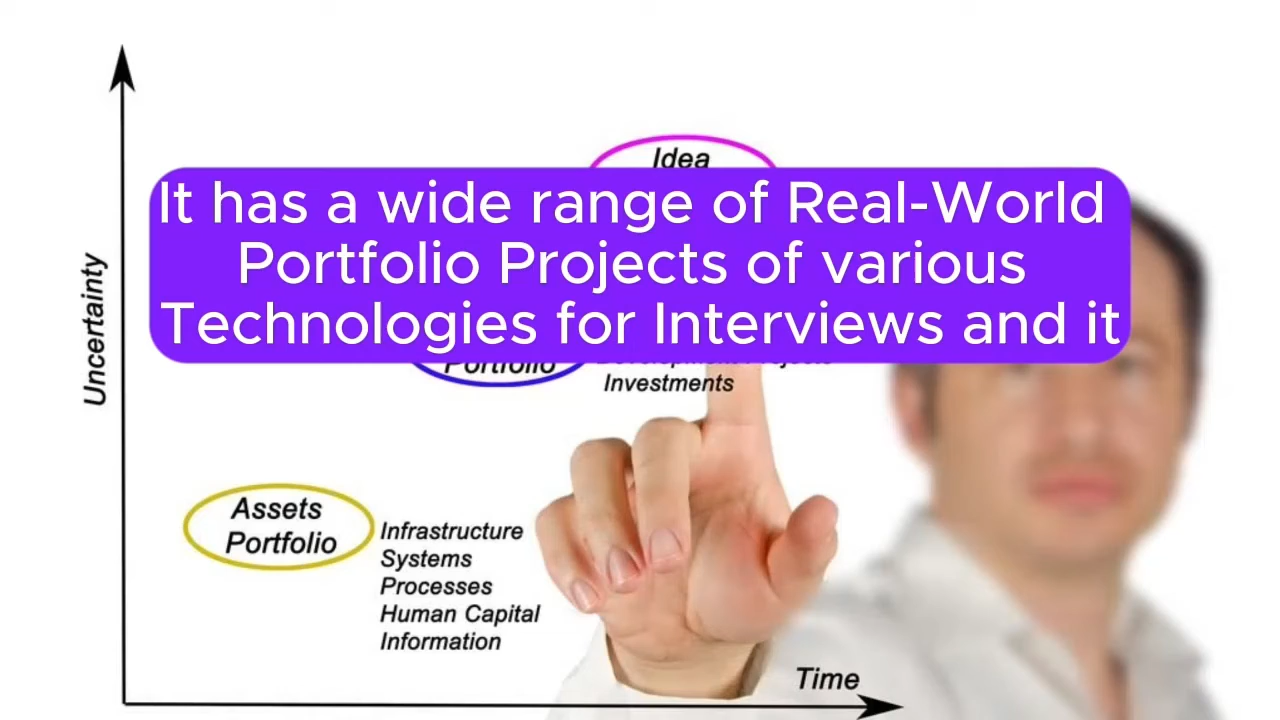 Idea
It has a wide range of Real-World
Portfolio Projects of various
Technologies for Interviews and it
Portfolio
Investments
Uncertainty
Assets
Portfolio
Infrastructure
Systems
Processes
Human Capital
Information
Time